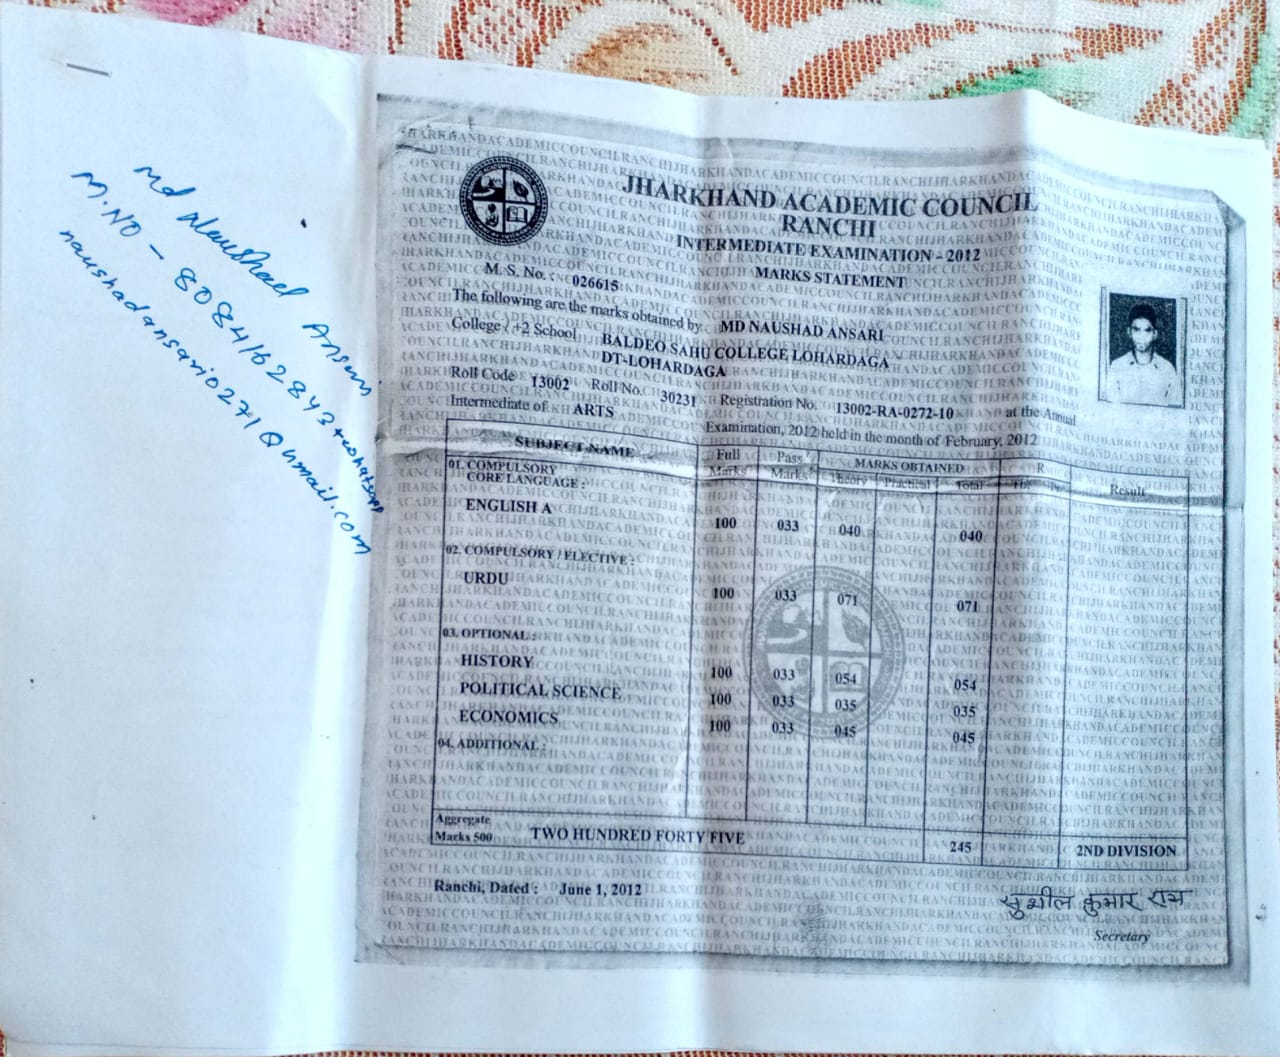 Md Naushad Ansari
M.NO - 8084162843 + whatsapp
naushadansari0271@gmail.com
JHARKHAND ACADEMIC COUNCIL
RANCHI
INTERMEDIATE EXAMINATION - 2012
M. S. No. 026615 MARKS STATEMENT
The following are the marks obtained by MD NAUSHAD ANSARI
College / +2 School BALDEO SAHU COLLEGE LOHARDAGA
DT-LOHARDAGA
Roll Code 13002 Roll No. 30231 Registration No. 13002-RA-0272-10 at the Annual
Intermediate of ARTS Examination, 2012 held in the month of February, 2012
SUBJECT NAME Full Marks Pass Marks MARKS OBTAINED Theory Practical Total Result
01. COMPULSORY
CORE LANGUAGE :
ENGLISH A 100 033 040 040
02. COMPULSORY / ELECTIVE :
URDU 100 033 071 071
03. OPTIONAL :
HISTORY 100 033 054 054
POLITICAL SCIENCE 100 033 035 035
ECONOMICS 100 033 045 045
04. ADDITIONAL :
Aggregate
Marks 500 TWO HUNDRED FORTY FIVE 245 2ND DIVISION
Ranchi, Dated : June 1, 2012
सुशील कुमार राय
Secretary